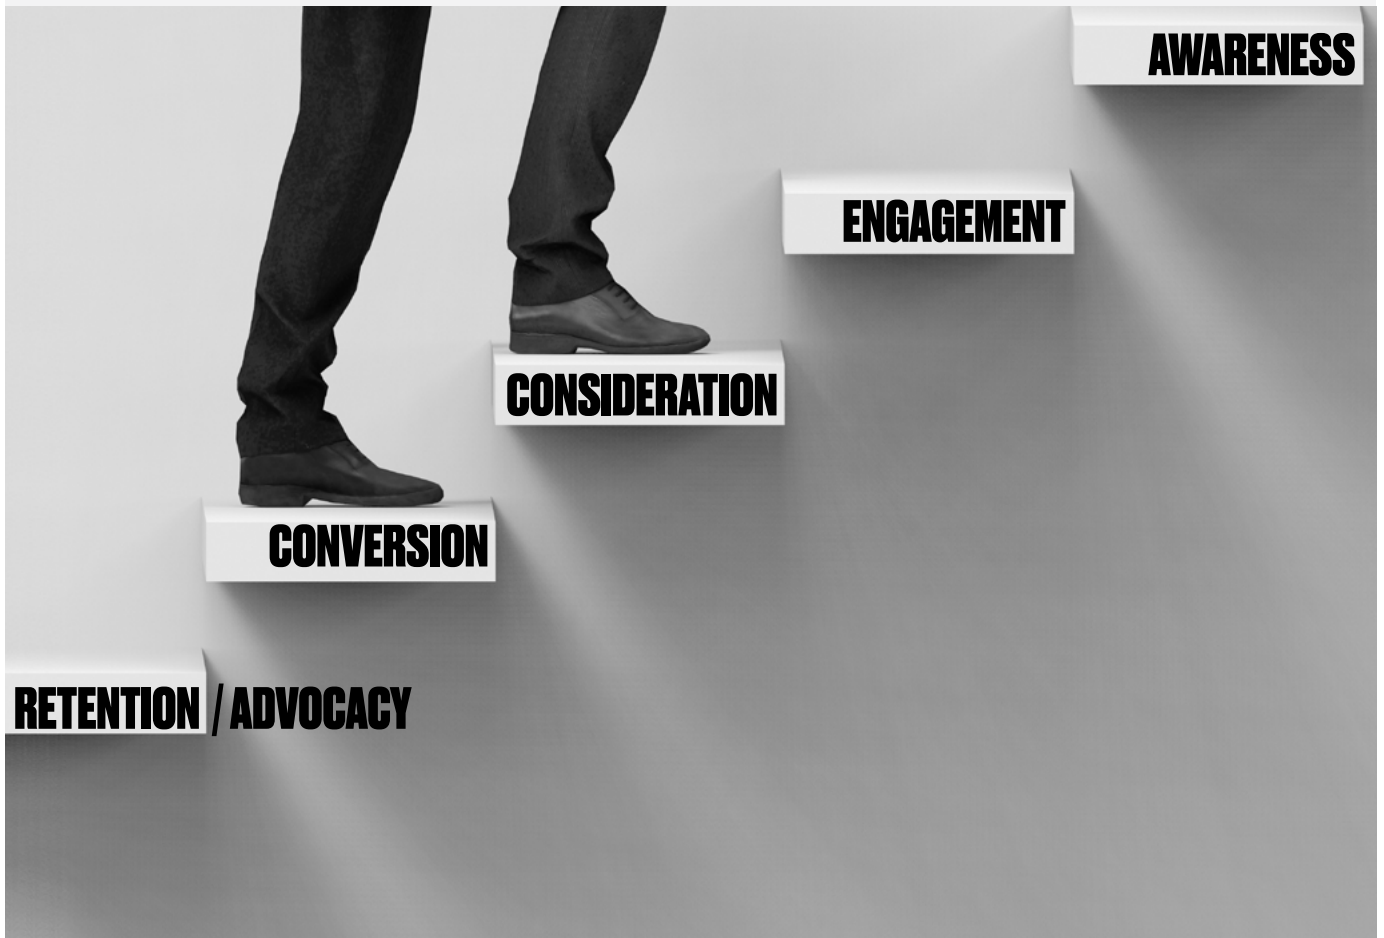 AWARENESS
ENGAGEMENT
CONSIDERATION
CONVERSION
RETENTION / ADVOCACY